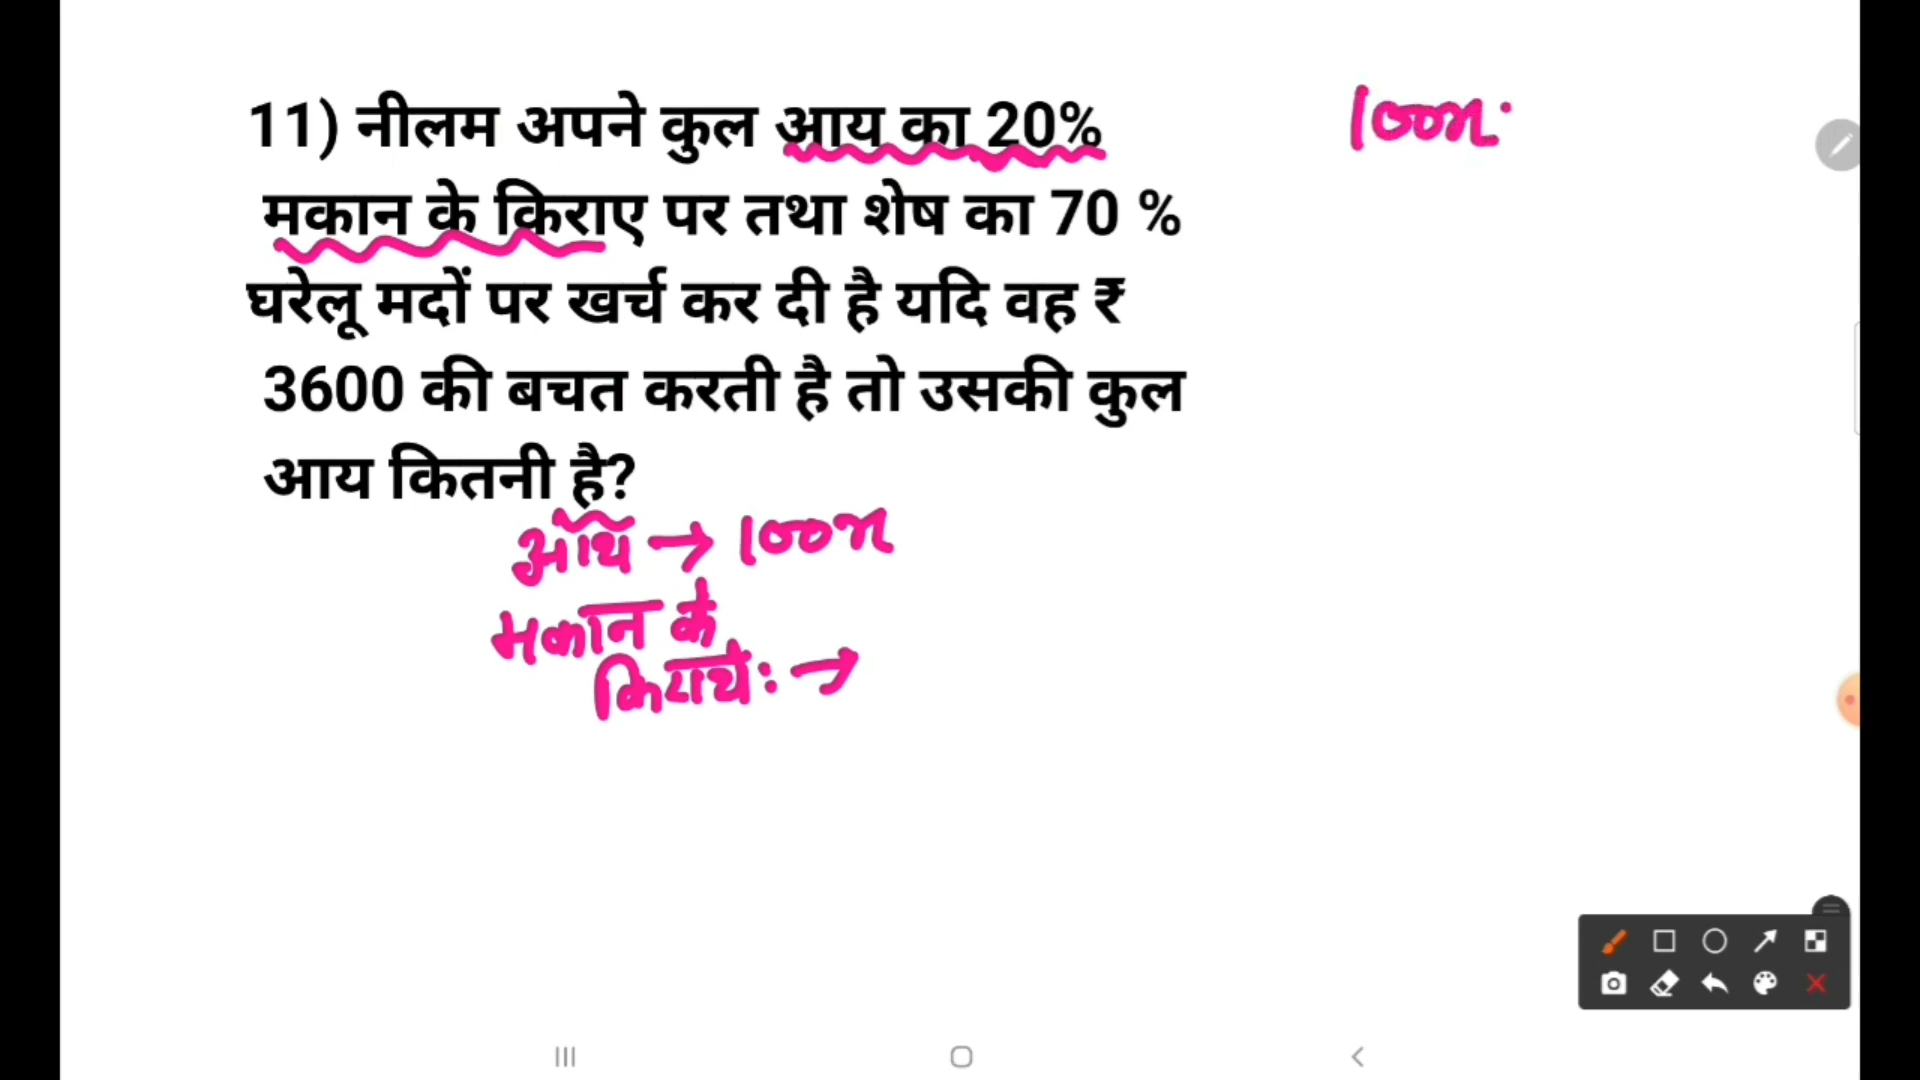 11) नीलम अपने कुल आय का 20%
100x
मकान के किराए पर तथा शेष का 70 %
घरेलू मदों पर खर्च कर दी है यदि वह ₹
3600 की बचत करती है तो उसकी कुल
आय कितनी है?
आय → 100x
मकान के
किराये: →